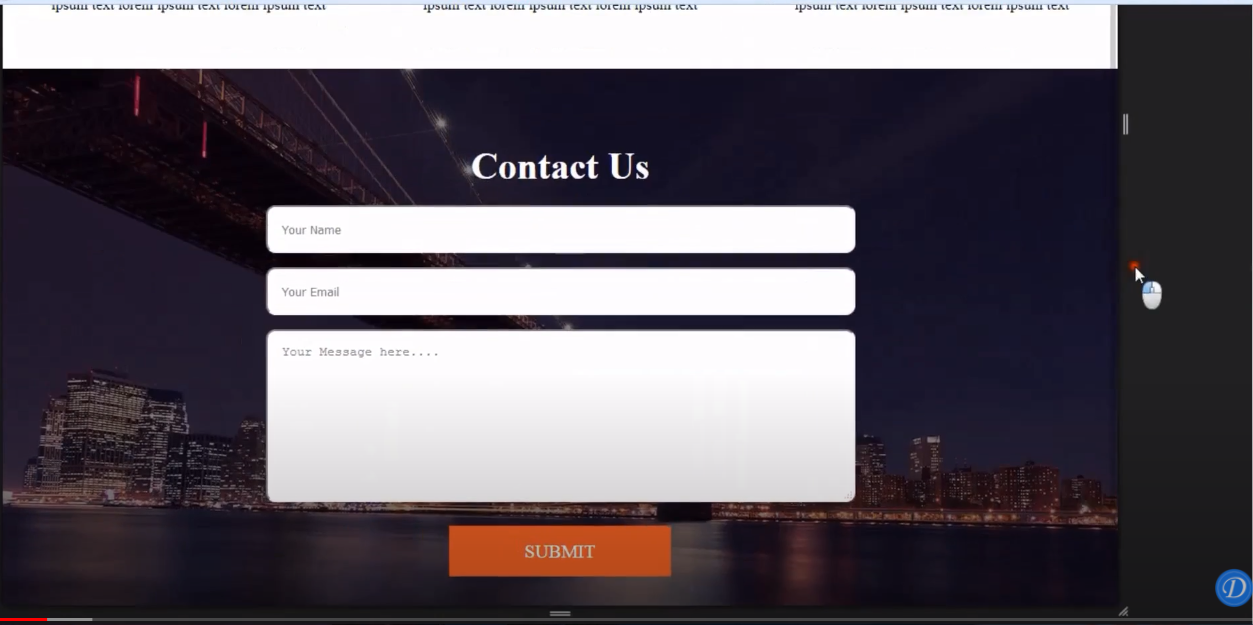 ipsum text lorem ipsum text lorem ipsum text ipsum text lorem ipsum text lorem ipsum text ipsum text lorem ipsum text lorem ipsum text
Contact Us
Your Name
Your Email
Your Message here....
SUBMIT
D